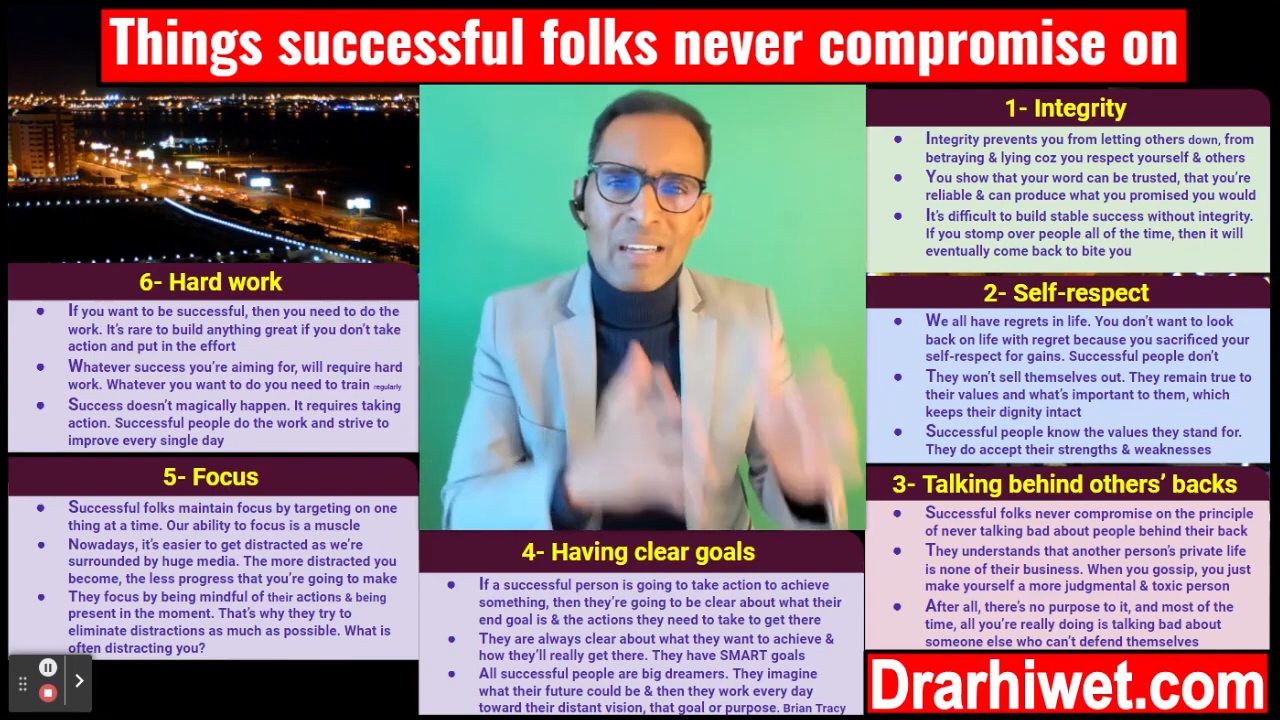 Things successful folks never compromise on
1- Integrity
● Integrity prevents you from letting others down, from
betraying & lying coz you respect yourself & others
● You show that your word can be trusted, that you're
reliable & can produce what you promised you would
● It's difficult to build stable success without integrity.
If you stomp over people all of the time, then it will
eventually come back to bite you
2- Self-respect
● We all have regrets in life. You don't want to look
back on life with regret because you sacrificed your
self-respect for gains. Successful people don't
● They won't sell themselves out. They remain true to
their values and what's important to them, which
keeps their dignity intact
● Successful people know the values they stand for.
They do accept their strengths & weaknesses
3- Talking behind others' backs
● Successful folks never compromise on the principle
of never talking bad about people behind their back
● They understands that another person's private life
is none of their business. When you gossip, you just
make yourself a more judgmental & toxic person
● After all, there's no purpose to it, and most of the
time, all you're really doing is talking bad about
someone else who can't defend themselves
4- Having clear goals
● If a successful person is going to take action to achieve
something, then they're going to be clear about what their
end goal is & the actions they need to take to get there
● They are always clear about what they want to achieve &
how they'll really get there. They have SMART goals
● All successful people are big dreamers. They imagine
what their future could be & then they work every day
toward their distant vision, that goal or purpose. Brian Tracy
5- Focus
● Successful folks maintain focus by targeting on one
thing at a time. Our ability to focus is a muscle
● Nowadays, it's easier to get distracted as we're
surrounded by huge media. The more distracted you
become, the less progress that you're going to make
● They focus by being mindful of their actions & being
present in the moment. That's why they try to
eliminate distractions as much as possible. What is
often distracting you?
6- Hard work
● If you want to be successful, then you need to do the
work. It's rare to build anything great if you don't take
action and put in the effort
● Whatever success you're aiming for, will require hard
work. Whatever you want to do you need to train regularly
● Success doesn't magically happen. It requires taking
action. Successful people do the work and strive to
improve every single day
Drarhiwet.com